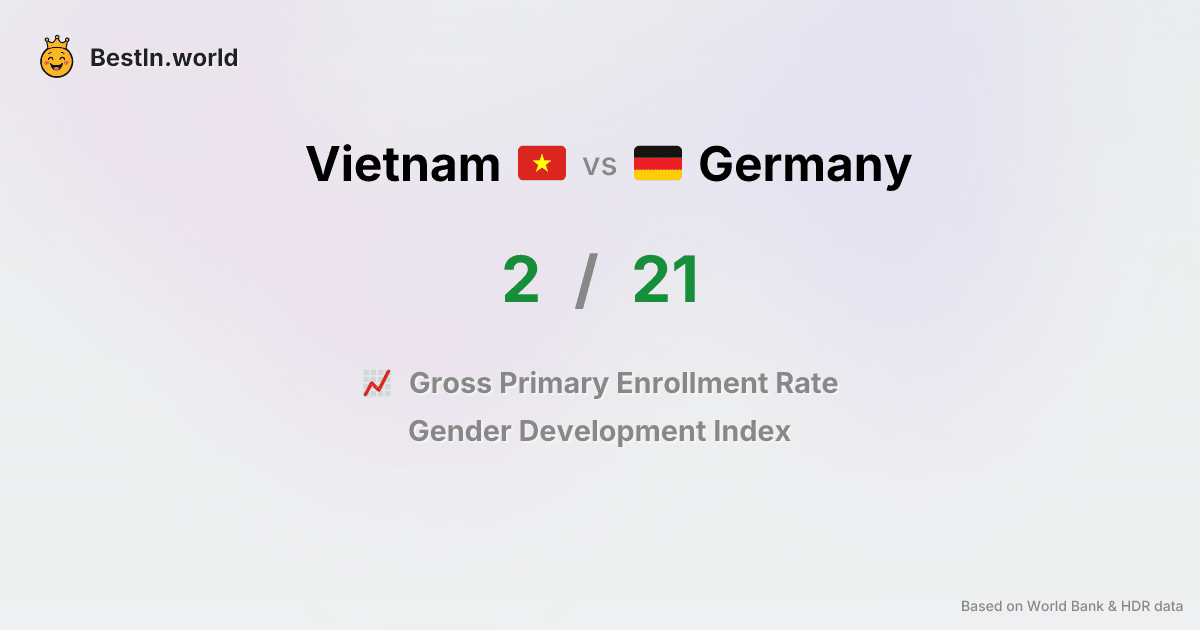 BestIn.world
Vietnam vs Germany
2 / 21
Gross Primary Enrollment Rate
Gender Development Index
Based on World Bank & HDR data